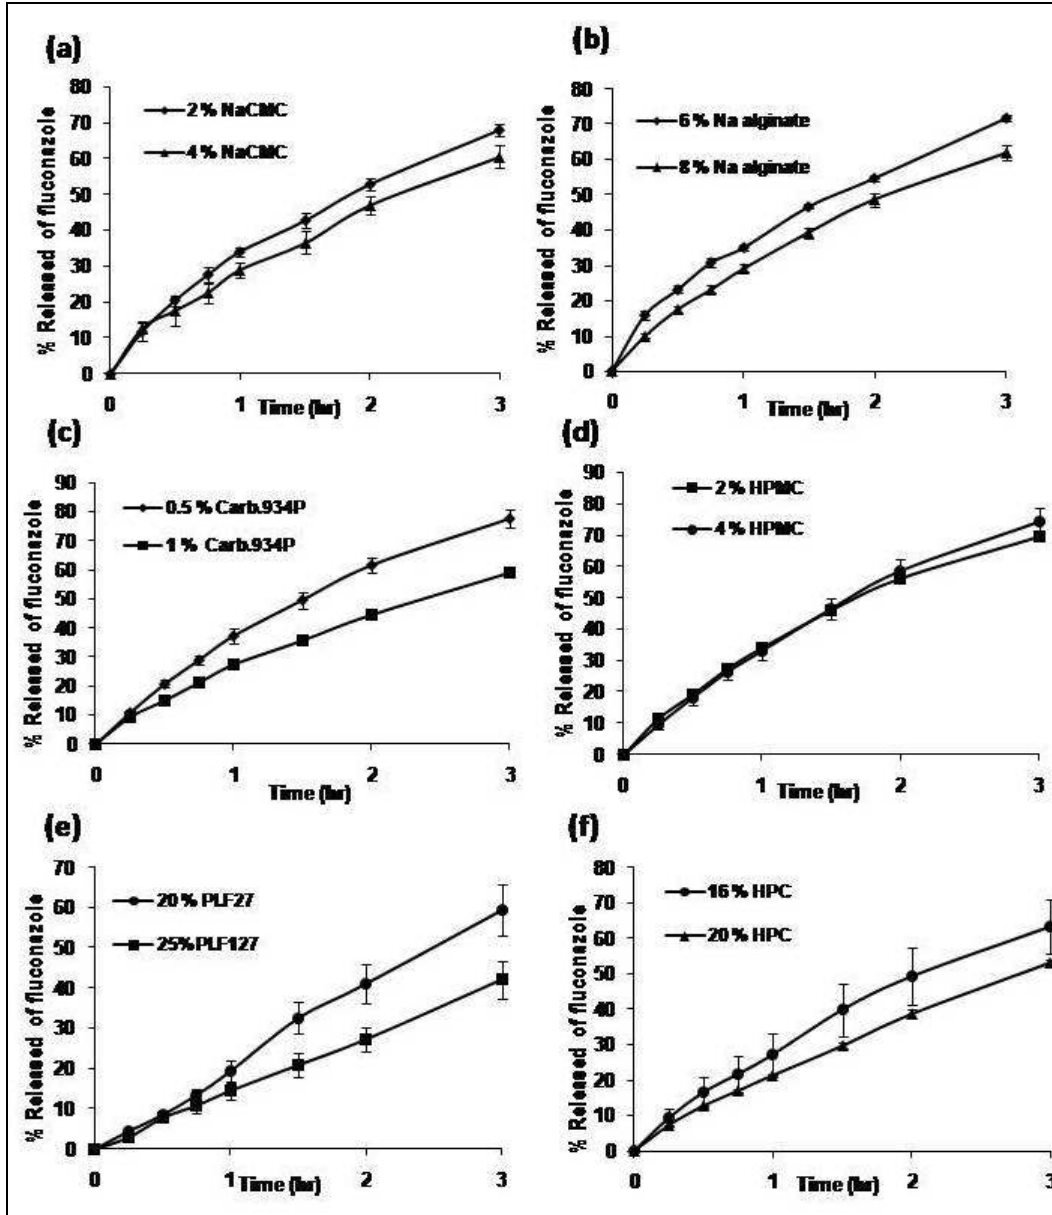 (a)
% Released of fluconazole
80
70
60
50
40
30
20
10
0
2 % NaCMC
4 % NaCMC
0 1 2 3
Time (hr)
(b)
% Released of fluconazole
80
70
60
50
40
30
20
10
0
6 % Na alginate
8 % Na alginate
0 1 2 3
Time (hr)
(c)
% Released of fluconazole
90
80
70
60
50
40
30
20
10
0
0.5 % Carb.934P
1 % Carb.934P
0 1 2 3
Time (hr)
(d)
% Released of fluconazole
90
80
70
60
50
40
30
20
10
0
2 % HPMC
4 % HPMC
0 1 2 3
Time (hr)
(e)
% Released of fluconazole
70
60
50
40
30
20
10
0
20 % PLF27
25% PLF127
0 1 2 3
Time (hr)
(f)
% Released of fluconazole
80
70
60
50
40
30
20
10
0
16 % HPC
20 % HPC
0 1 2 3
Time (hr)